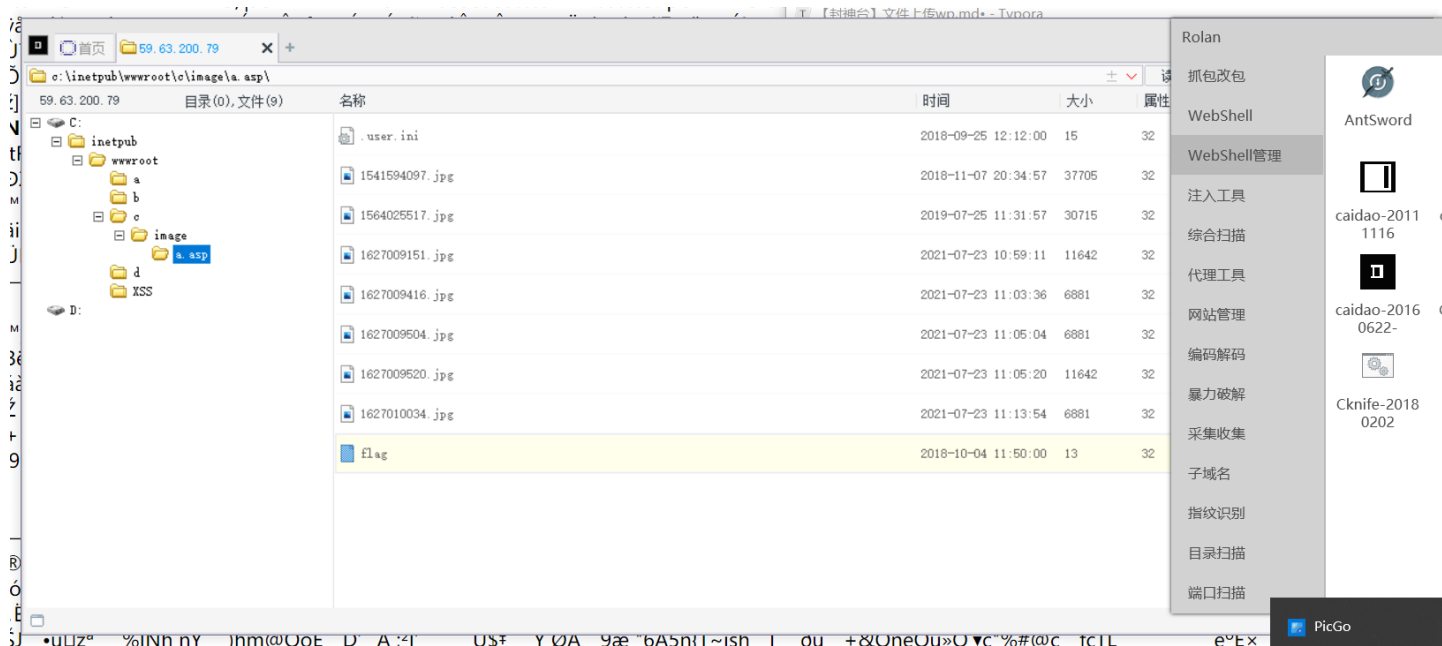 【封神台】文件上传wp.md• - Typora
首页
59.63.200.79
+
c:\inetpub\wwwroot\c\image\a.asp\
59.63.200.79 目录(0),文件(9) 名称 时间 大小 属性
C:
inetpub
wwwroot
a
b
c
image
a.asp
d
XSS
D:
.user.ini 2018-09-25 12:12:00 15 32
1541594097.jpg 2018-11-07 20:34:57 37705 32
1564025517.jpg 2019-07-25 11:31:57 30715 32
1627009151.jpg 2021-07-23 10:59:11 11642 32
1627009416.jpg 2021-07-23 11:03:36 6881 32
1627009504.jpg 2021-07-23 11:05:04 6881 32
1627009520.jpg 2021-07-23 11:05:20 11642 32
1627010034.jpg 2021-07-23 11:13:54 6881 32
flag 2018-10-04 11:50:00 13 32
Rolan
抓包改包
WebShell
WebShell管理
注入工具
综合扫描
代理工具
网站管理
编码解码
暴力破解
采集收集
子域名
指纹识别
目录扫描
端口扫描
AntSword
caidao-2011
1116
caidao-2016
0622-
Cknife-2018
0202
PicGo